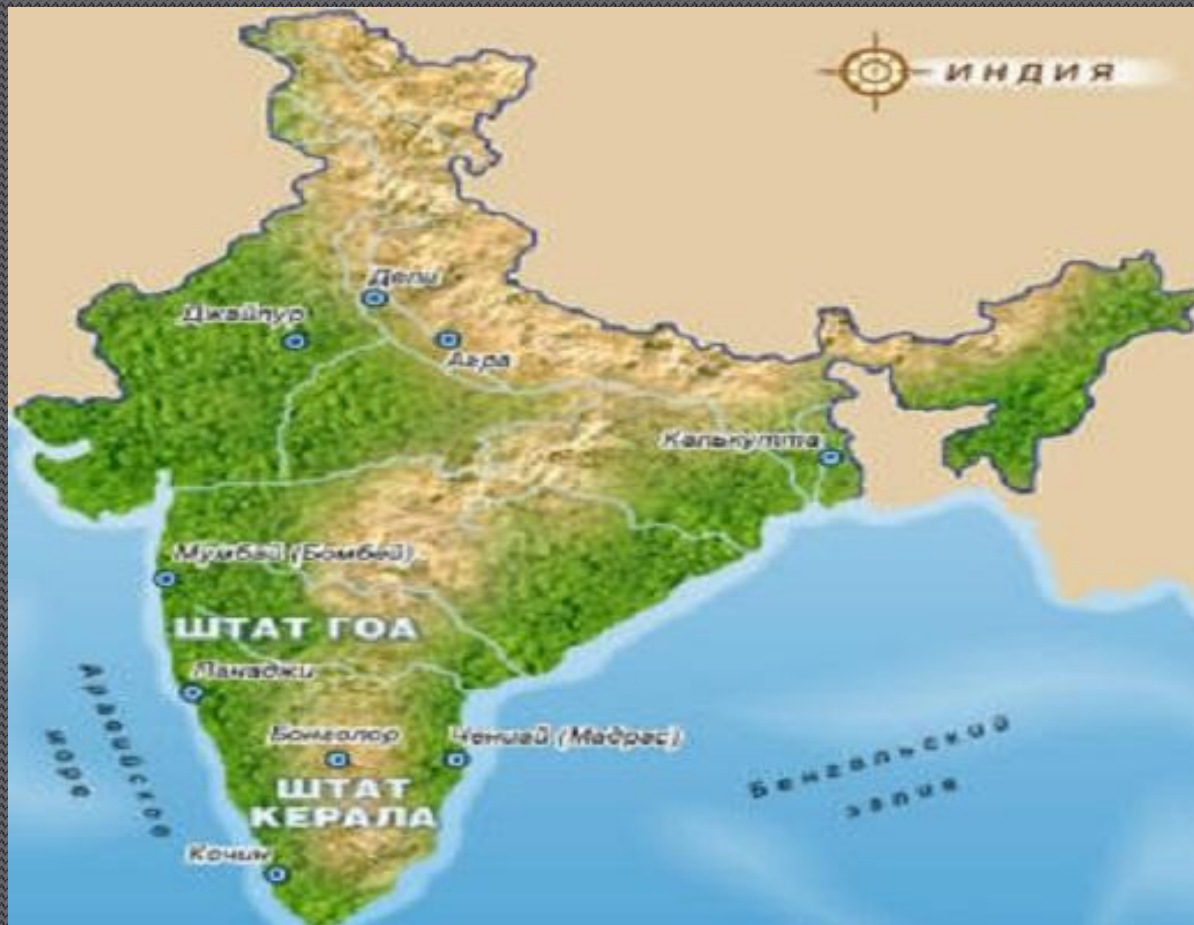 ИНДИЯ
Дели
Джайпур
Агра
Калькутта
Мумбай (Бомбей)
ШТАТ ГОА
Панаджи
Аравийское
море
Бангалор
Ченнай (Мадрас)
ШТАТ
КЕРАЛА
Бенгальский
залив
Кочин